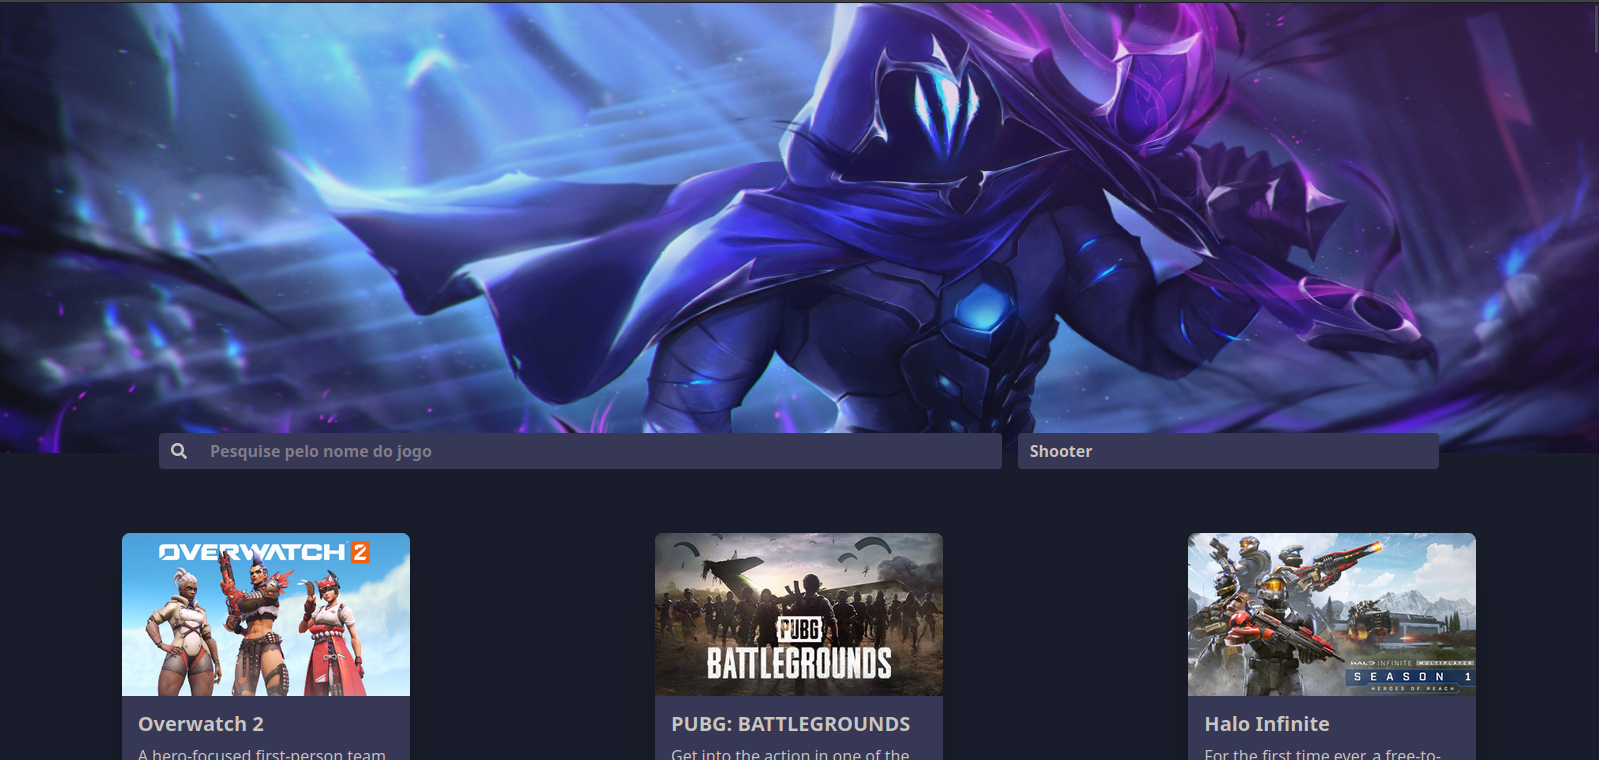 Pesquise pelo nome do jogo
Shooter
OVERWATCH 2
PUBG
BATTLEGROUNDS
HALO INFINITE MULTIPLAYER
SEASON 1
HEROES OF REACH
Overwatch 2
PUBG: BATTLEGROUNDS
Halo Infinite
A hero-focused first-person team
Get into the action in one of the
For the first time ever, a free-to-